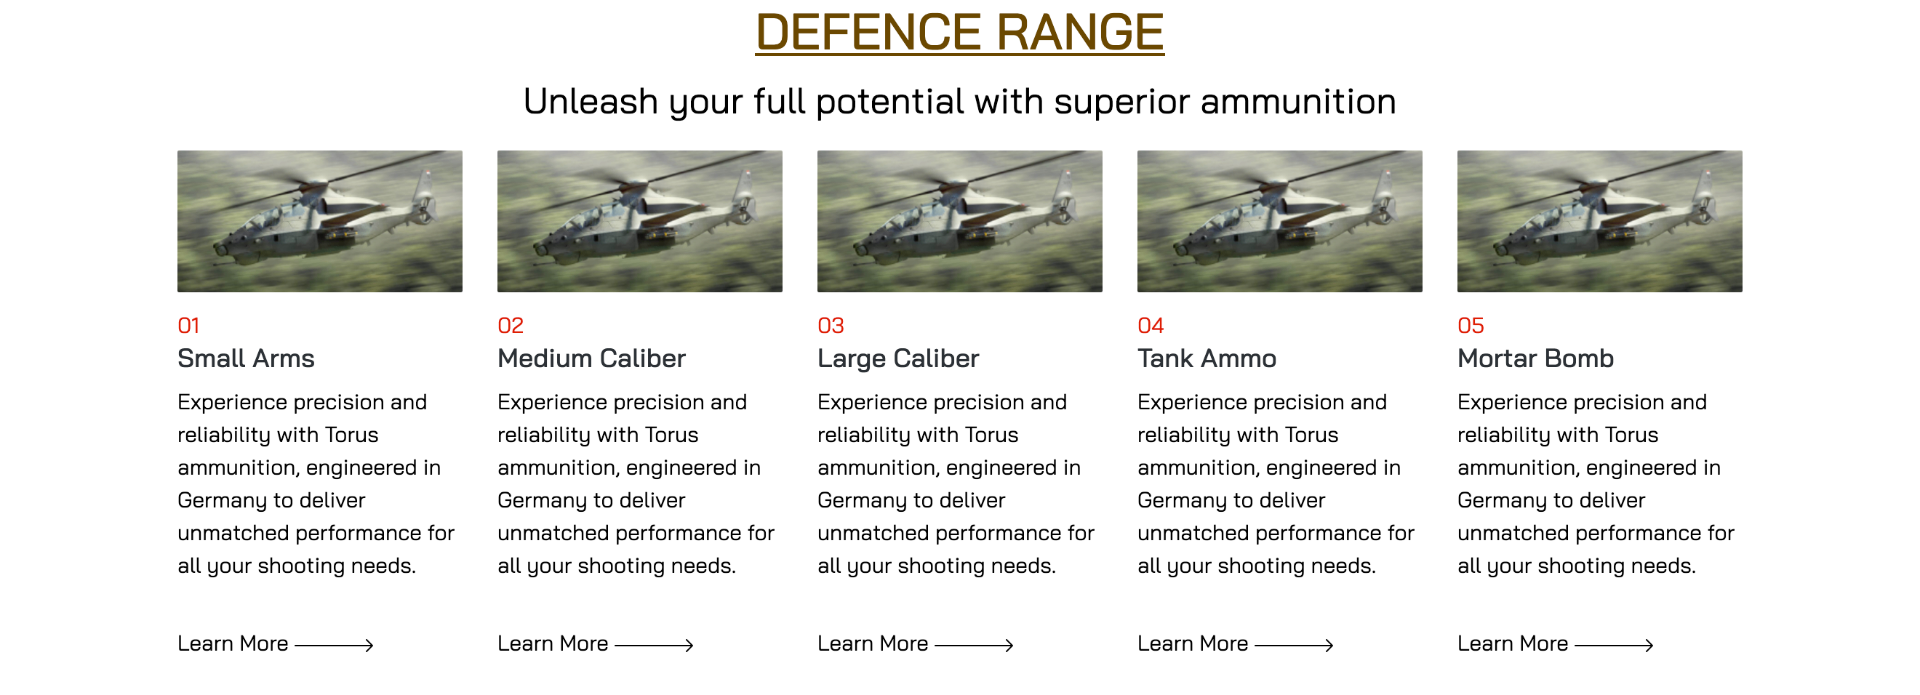 DEFENCE RANGE
Unleash your full potential with superior ammunition
01
Small Arms
Experience precision and
reliability with Torus
ammunition, engineered in
Germany to deliver
unmatched performance for
all your shooting needs.
Learn More
02
Medium Caliber
Experience precision and
reliability with Torus
ammunition, engineered in
Germany to deliver
unmatched performance for
all your shooting needs.
Learn More
03
Large Caliber
Experience precision and
reliability with Torus
ammunition, engineered in
Germany to deliver
unmatched performance for
all your shooting needs.
Learn More
04
Tank Ammo
Experience precision and
reliability with Torus
ammunition, engineered in
Germany to deliver
unmatched performance for
all your shooting needs.
Learn More
05
Mortar Bomb
Experience precision and
reliability with Torus
ammunition, engineered in
Germany to deliver
unmatched performance for
all your shooting needs.
Learn More